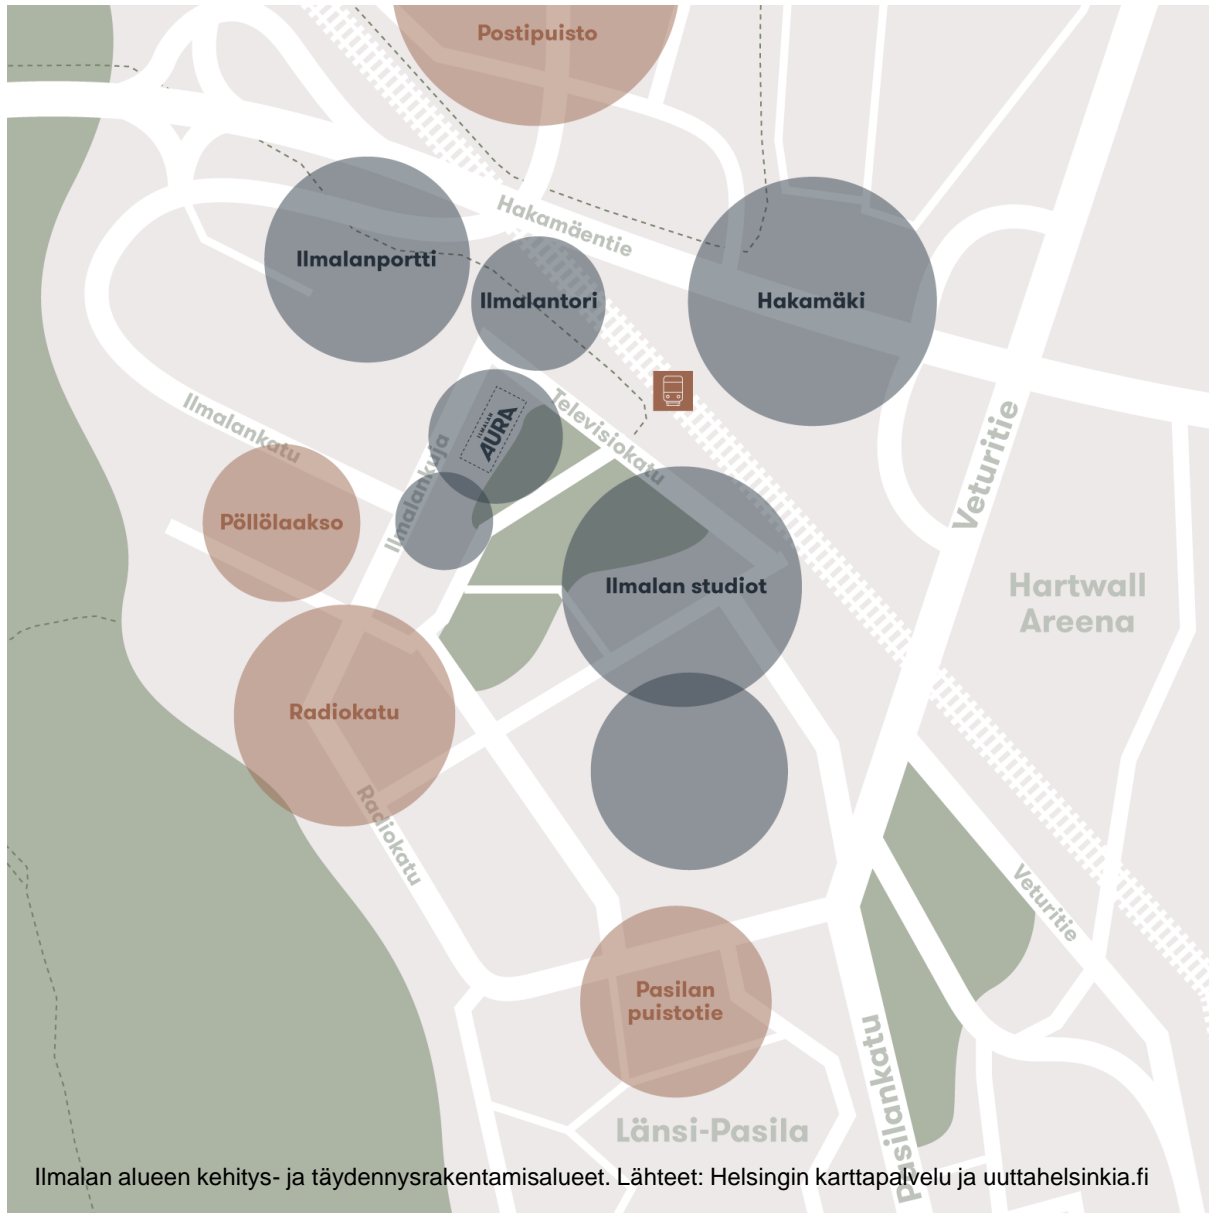 Postipuisto
Hakamäentie
Ilmalanportti
Ilmalantori
Hakamäki
Ilmalankatu
Televisiokatu
ILMALAN
AURA
Ilmalankuja
Veturitie
Pöllölaakso
Ilmalan studiot
Hartwall
Areena
Radiokatu
Radiokatu
Veturitie
Pasilan
puistotie
Pasilankatu
Länsi-Pasila
Ilmalan alueen kehitys- ja täydennysrakentamisalueet. Lähteet: Helsingin karttapalvelu ja uuttahelsinkia.fi